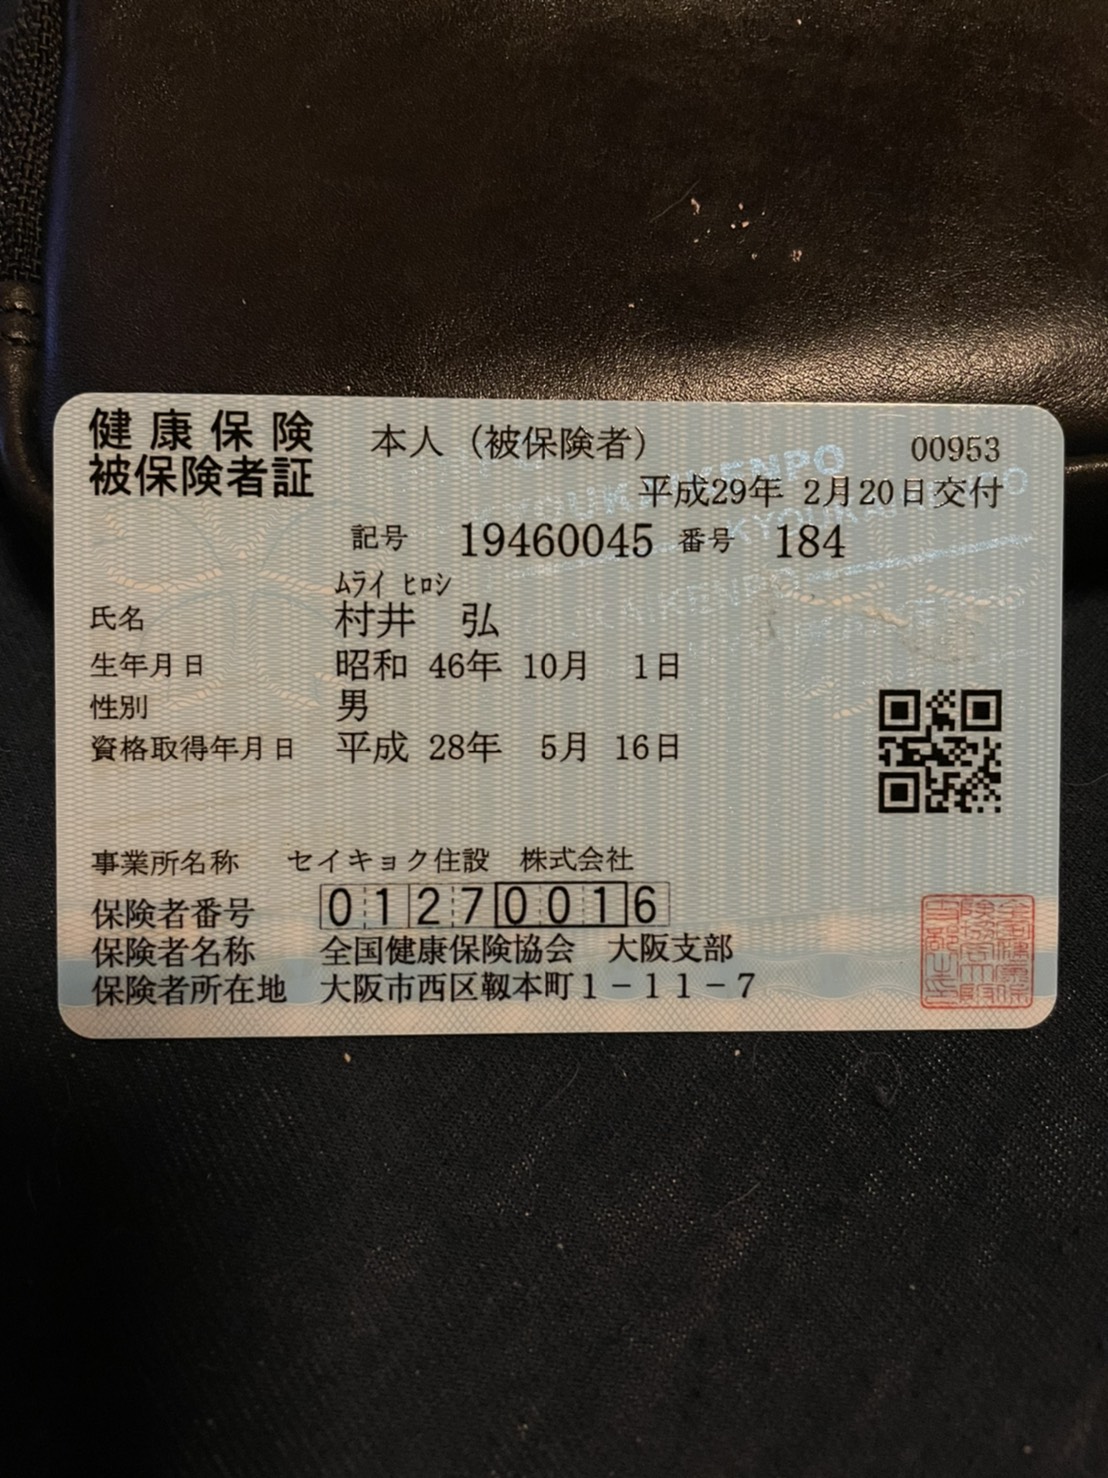 健康保険 本人（被保険者） 00953
被保険者証 平成29年 2月20日交付
記号 19460045 番号 184
ﾑﾗｲ ﾋﾛｼ
氏名 村井 弘
生年月日 昭和 46年 10月 1日
性別 男
資格取得年月日 平成 28年 5月 16日
事業所名称 セイキョク住設 株式会社
保険者番号 01270016
保険者名称 全国健康保険協会 大阪支部
保険者所在地 大阪市西区靱本町１－１１－７